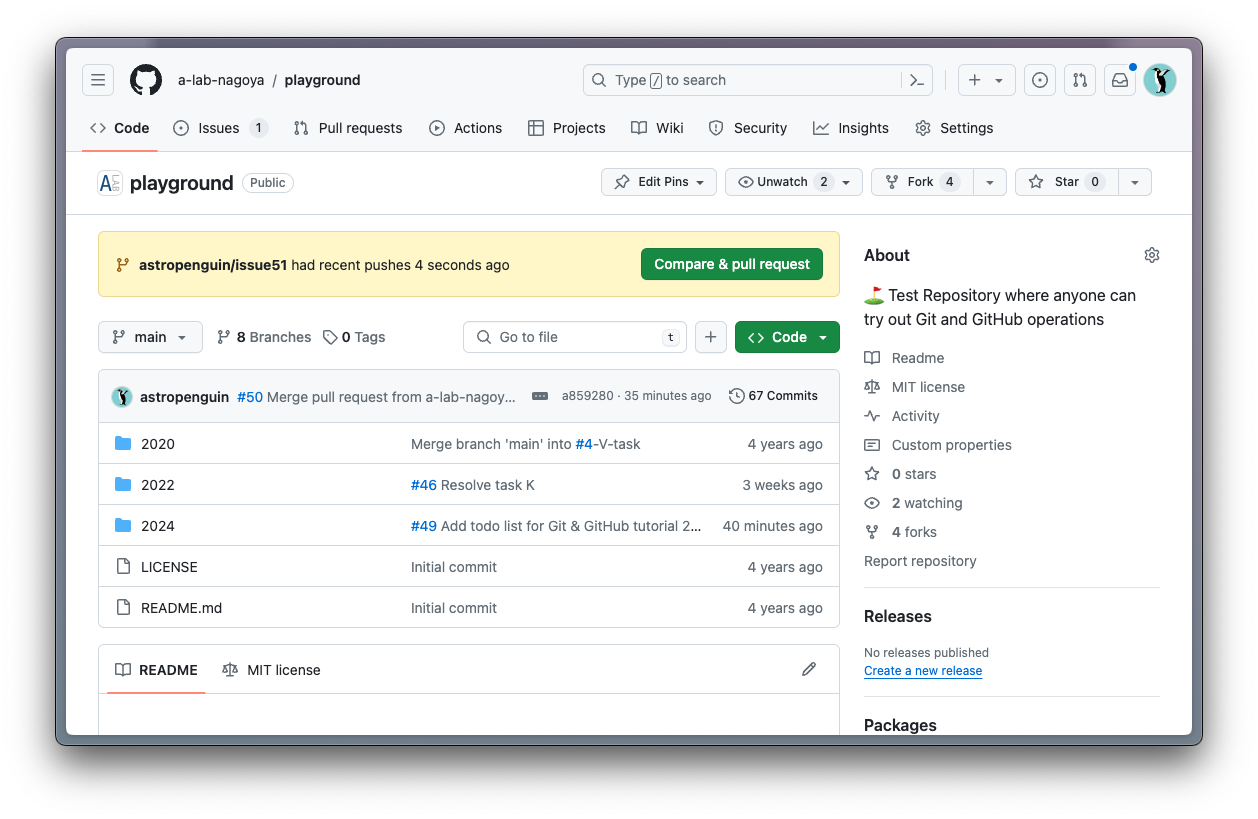 a-lab-nagoya / playground
Type / to search
Code
Issues 1
Pull requests
Actions
Projects
Wiki
Security
Insights
Settings
A LAB playground Public
Edit Pins
Unwatch 2
Fork 4
Star 0
astropenguin/issue51 had recent pushes 4 seconds ago
Compare & pull request
main
8 Branches
0 Tags
Go to file t
Code
astropenguin #50 Merge pull request from a-lab-nagoy... a859280 · 35 minutes ago 67 Commits
2020 Merge branch 'main' into #4-V-task 4 years ago
2022 #46 Resolve task K 3 weeks ago
2024 #49 Add todo list for Git & GitHub tutorial 2... 40 minutes ago
LICENSE Initial commit 4 years ago
README.md Initial commit 4 years ago
README
MIT license
About
Test Repository where anyone can
try out Git and GitHub operations
Readme
MIT license
Activity
Custom properties
0 stars
2 watching
4 forks
Report repository
Releases
No releases published
Create a new release
Packages